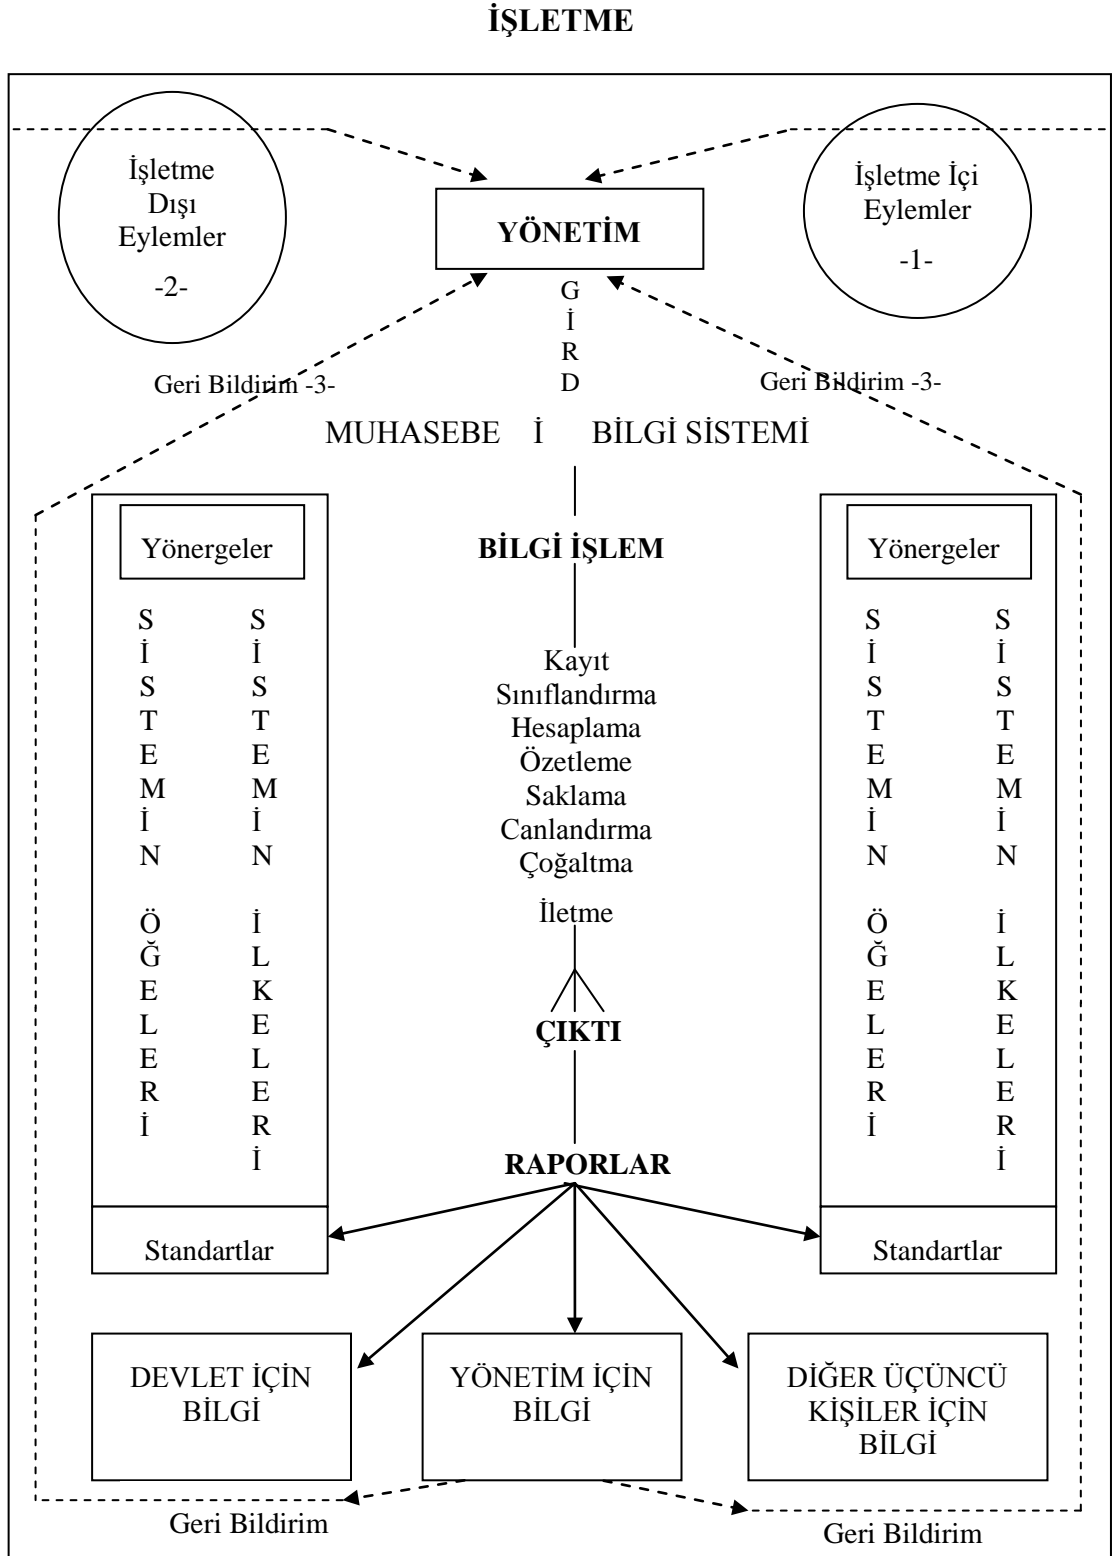 İŞLETME
İşletme
Dışı
Eylemler
-2-
İşletme İçi
Eylemler
-1-
YÖNETİM
G
İ
R
D
Geri Bildirim -3-
Geri Bildirim -3-
MUHASEBE İ BİLGİ SİSTEMİ
Yönergeler
BİLGİ İŞLEM
Yönergeler
SİSTEMİN ÖĞELERİ
SİSTEMİN İLKELERİ
Kayıt
Sınıflandırma
Hesaplama
Özetleme
Saklama
Canlandırma
Çoğaltma
İletme
SİSTEMİN ÖĞELERİ
SİSTEMİN İLKELERİ
ÇIKTI
RAPORLAR
Standartlar
Standartlar
DEVLET İÇİN
BİLGİ
YÖNETİM İÇİN
BİLGİ
DİĞER ÜÇÜNCÜ
KİŞİLER İÇİN
BİLGİ
Geri Bildirim
Geri Bildirim